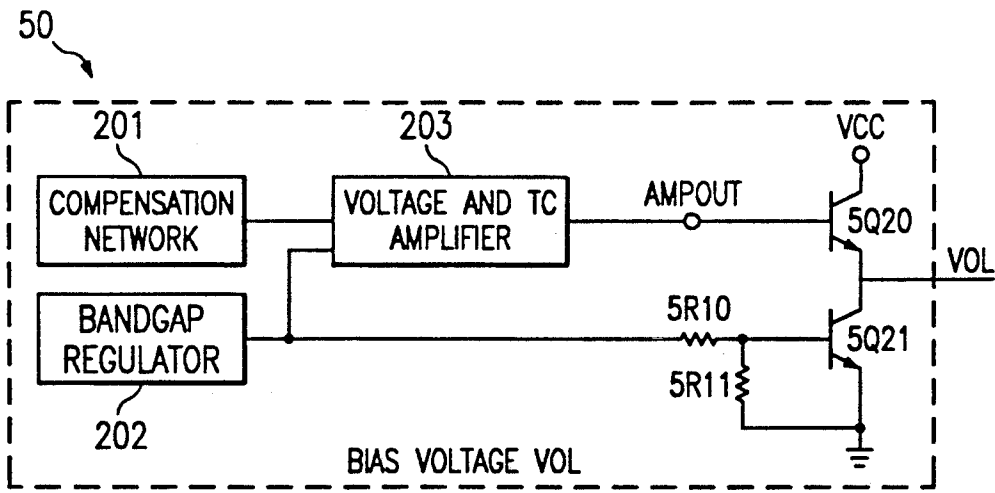 50
201
203
VCC
COMPENSATION
NETWORK
VOLTAGE AND TC
AMPLIFIER
AMPOUT
5Q20
VOL
BANDGAP
REGULATOR
5R10
5Q21
5R11
202
BIAS VOLTAGE VOL